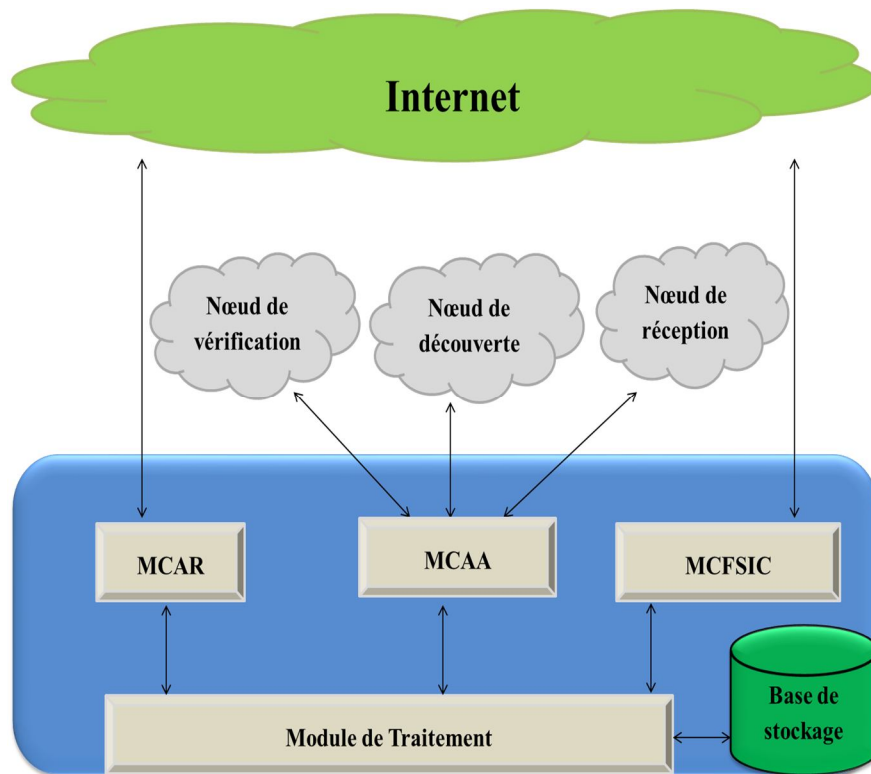 Internet
Nœud de
vérification
Nœud de
découverte
Nœud de
réception
MCAR
MCAA
MCFSIC
Base de
stockage
Module de Traitement